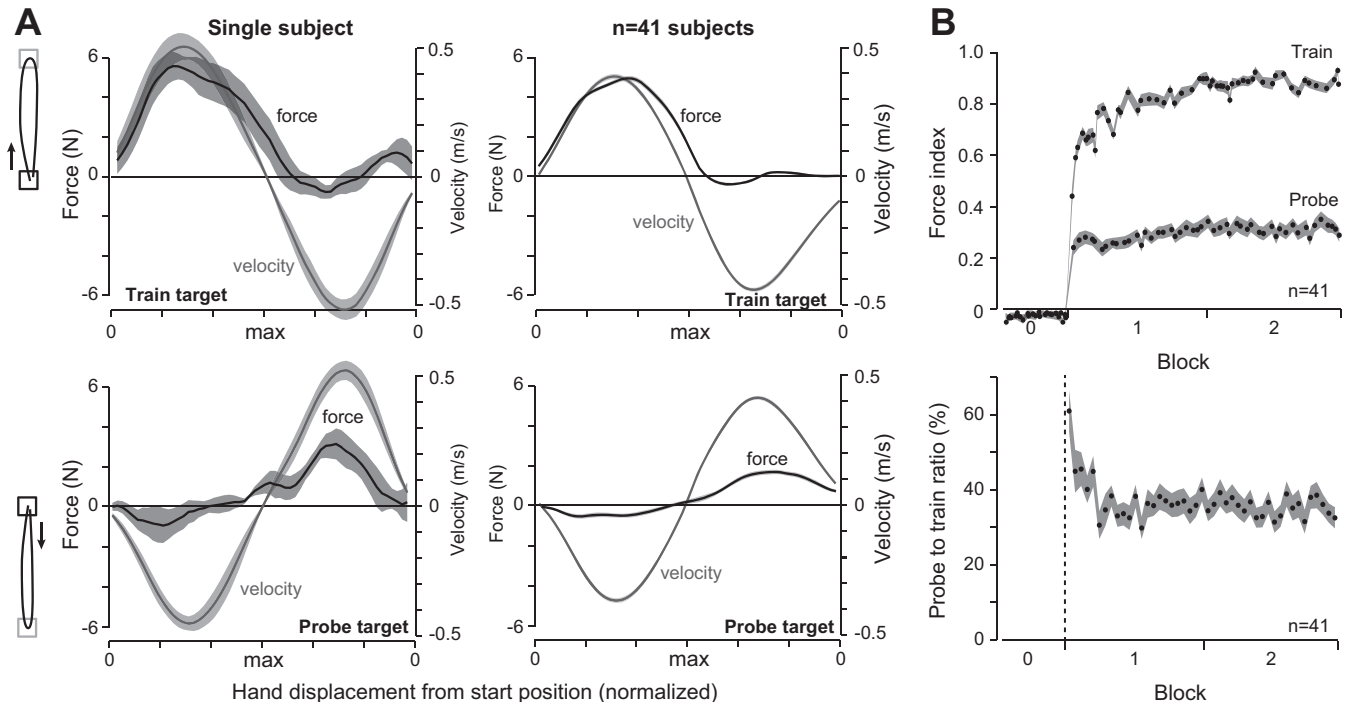 A
Single subject
n=41 subjects
B
6
0
-6
Force (N)
0.5
0
-0.5
Velocity (m/s)
force
velocity
Train target
0
max
0
6
0
-6
Force (N)
0.5
0
-0.5
Velocity (m/s)
force
velocity
Train target
0
max
0
1.0
0.8
0.6
0.4
0.2
0
Force index
Train
Probe
n=41
0
1
2
Block
6
0
-6
Force (N)
0.5
0
-0.5
Velocity (m/s)
force
velocity
Probe target
0
max
0
6
0
-6
Force (N)
0.5
0
-0.5
Velocity (m/s)
force
velocity
Probe target
0
max
0
Hand displacement from start position (normalized)
60
40
20
0
Probe to train ratio (%)
n=41
0
1
2
Block